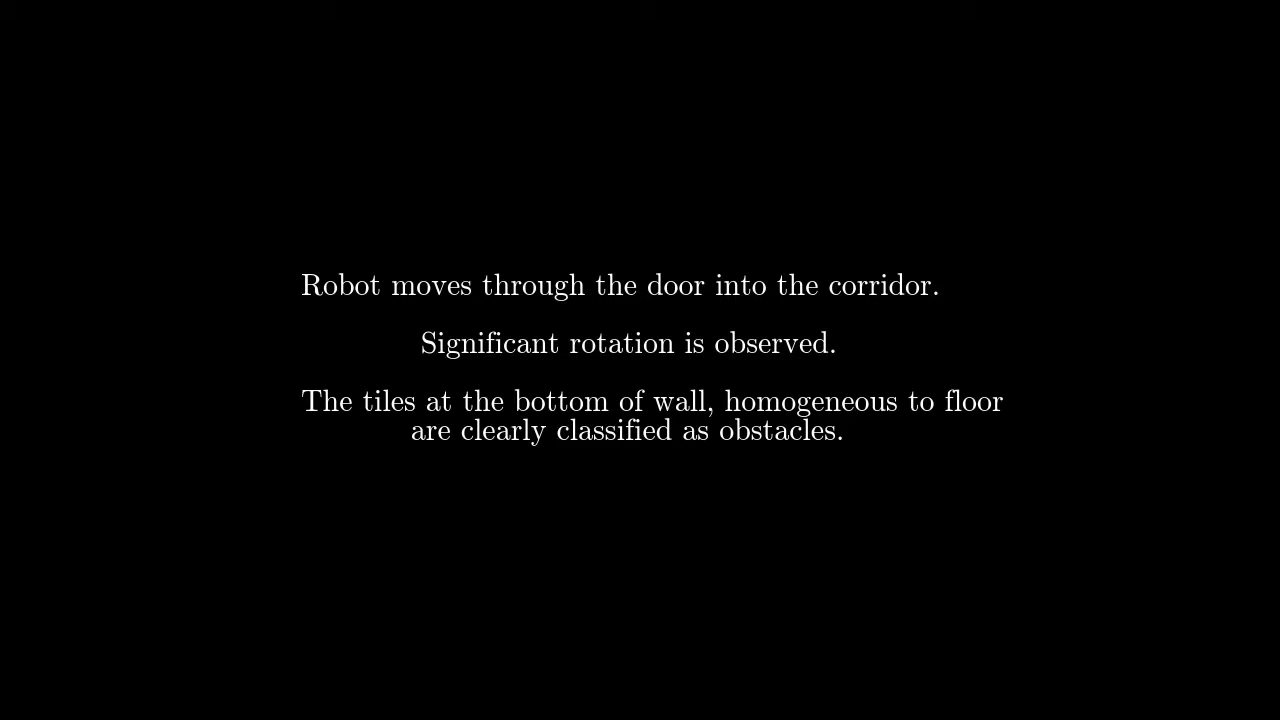 Robot moves through the door into the corridor.
Significant rotation is observed.
The tiles at the bottom of wall, homogeneous to floor
are clearly classified as obstacles.